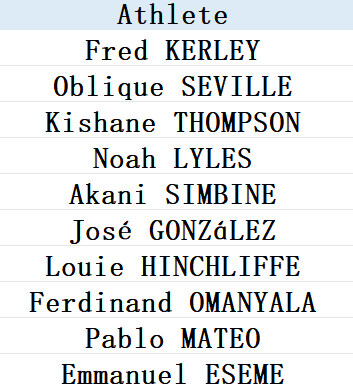 Athlete
Fred KERLEY
Oblique SEVILLE
Kishane THOMPSON
Noah LYLES
Akani SIMBINE
José GONZáLEZ
Louie HINCHLIFFE
Ferdinand OMANYALA
Pablo MATEO
Emmanuel ESEME